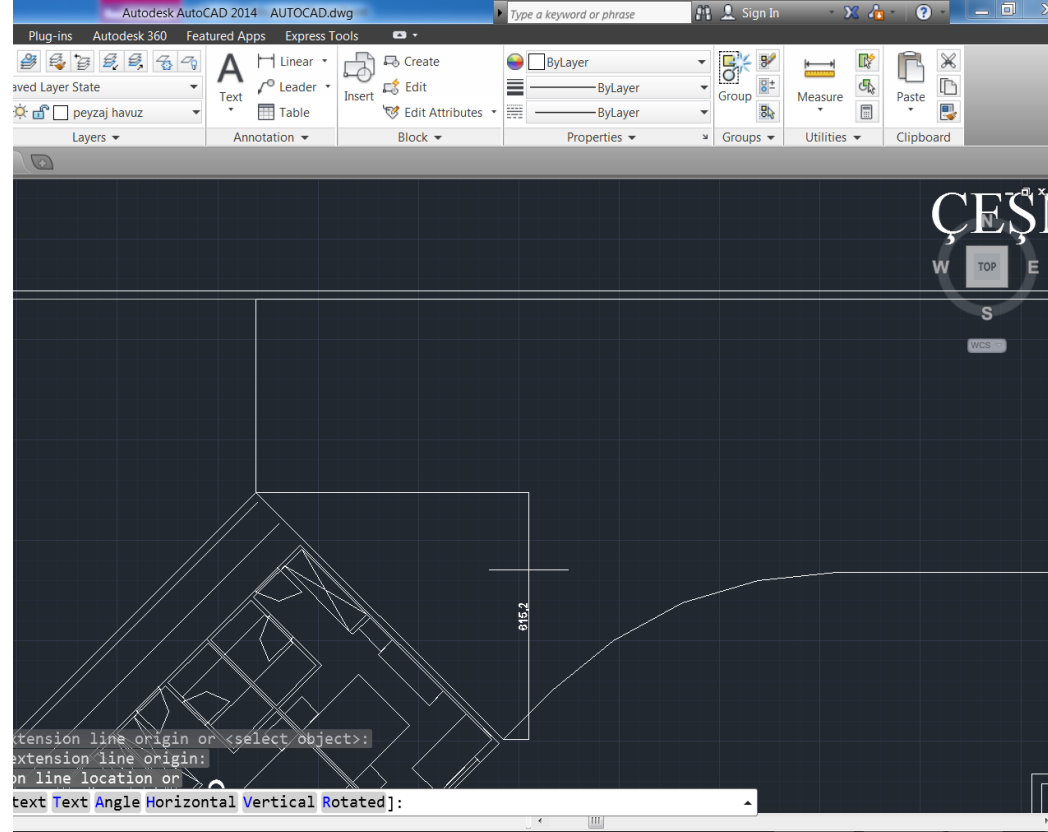 Autodesk AutoCAD 2014 AUTOCAD.dwg
Type a keyword or phrase
Sign In
Plug-ins Autodesk 360 Featured Apps Express Tools
Linear
Create
ByLayer
aved Layer State
Text
Leader
Insert
Edit
ByLayer
Group
Measure
Paste
peyzaj havuz
Table
Edit Attributes
ByLayer
Layers Annotation Block Properties Groups Utilities Clipboard
N
W TOP E
S
WCS
615.2
tension line origin or <select object>:
extension line origin:
on line location or
text Text Angle Horizontal Vertical Rotated]: